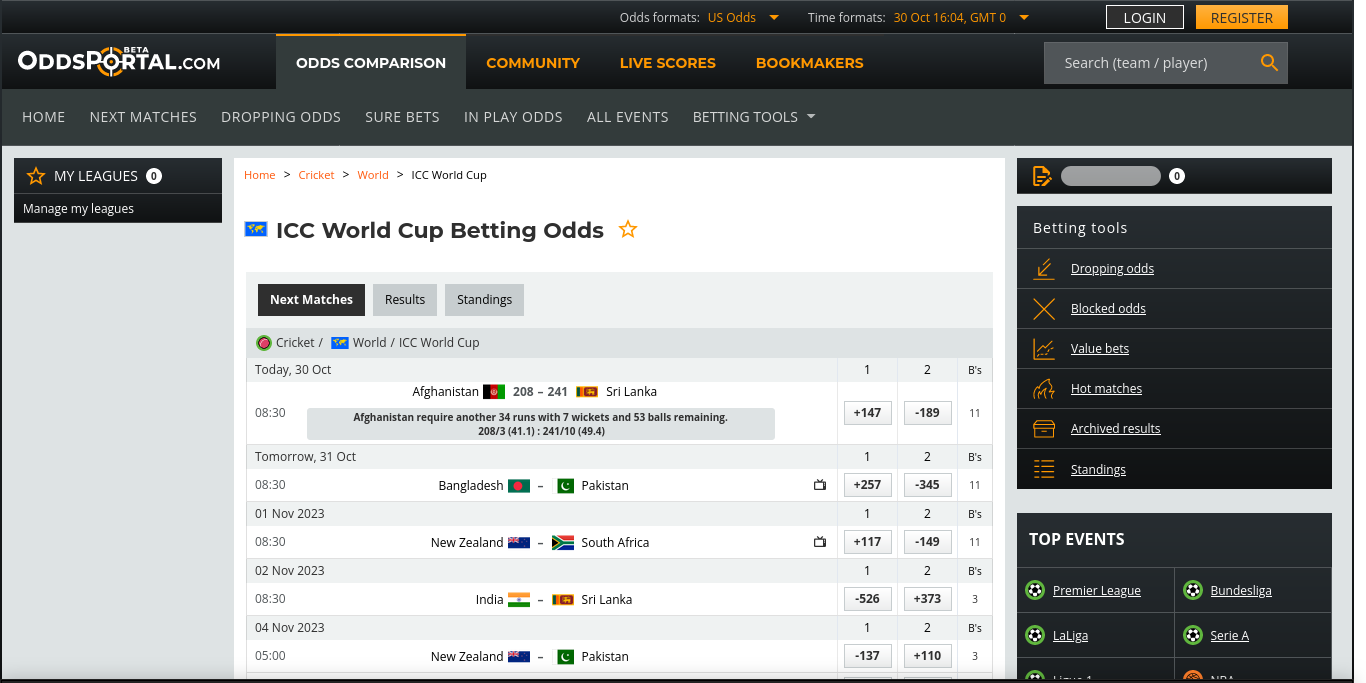 Odds formats: US Odds Time formats: 30 Oct 16:04, GMT 0 LOGIN REGISTER
ODDSPORTAL.COM BETA ODDS COMPARISON COMMUNITY LIVE SCORES BOOKMAKERS Search (team / player)
HOME NEXT MATCHES DROPPING ODDS SURE BETS IN PLAY ODDS ALL EVENTS BETTING TOOLS
MY LEAGUES 0
Manage my leagues
Home > Cricket > World > ICC World Cup
ICC World Cup Betting Odds
Next Matches Results Standings
Cricket / World / ICC World Cup
Today, 30 Oct 1 2 B's
Afghanistan 208 – 241 Sri Lanka
08:30 +147 -189 11
Afghanistan require another 34 runs with 7 wickets and 53 balls remaining.
208/3 (41.1) : 241/10 (49.4)
Tomorrow, 31 Oct 1 2 B's
08:30 Bangladesh – Pakistan +257 -345 11
01 Nov 2023 1 2 B's
08:30 New Zealand – South Africa +117 -149 11
02 Nov 2023 1 2 B's
08:30 India – Sri Lanka -526 +373 3
04 Nov 2023 1 2 B's
05:00 New Zealand – Pakistan -137 +110 3
0
Betting tools
Dropping odds
Blocked odds
Value bets
Hot matches
Archived results
Standings
TOP EVENTS
Premier League Bundesliga
LaLiga Serie A
Ligue 1 NBA